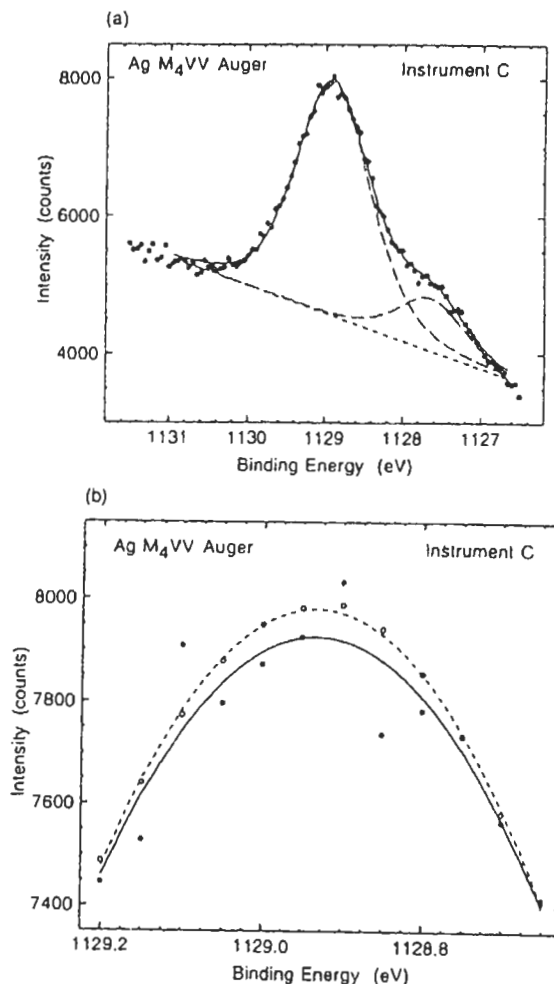 (a)
Ag M4VV Auger Instrument C
8000
6000
4000
Intensity (counts)
1131 1130 1129 1128 1127
Binding Energy (eV)
(b)
Ag M4VV Auger Instrument C
8000
7800
7600
7400
Intensity (counts)
1129.2 1129.0 1128.8
Binding Energy (eV)